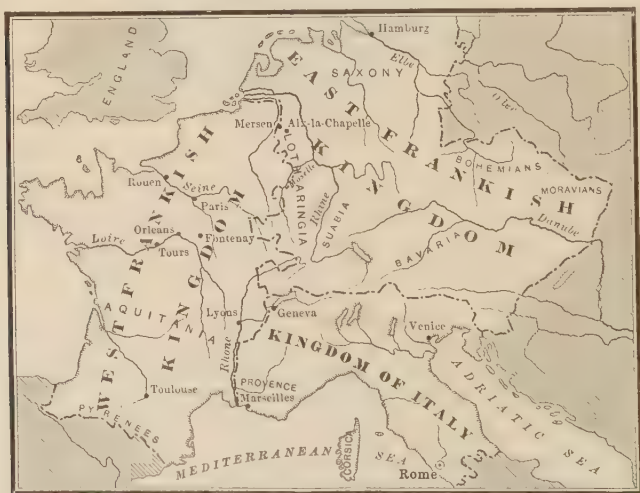 ENGLAND
Hamburg
Elbe
SAXONY
Oder
EAST FRANKISH KINGDOM
Mersen
Aix-la-Chapelle
LOTHARINGIA
Moselle
BOHEMIANS
MORAVIANS
Rouen
Seine
Paris
Rhine
SUABIA
Danube
WEST FRANKISH KINGDOM
Orleans
Loire
Tours
Fontenay
BAVARIA
AQUITANIA
Lyons
Geneva
Venice
KINGDOM OF ITALY
Rhone
ADRIATIC SEA
PROVENCE
Marseilles
Toulouse
PYRENEES
MEDITERRANEAN
SEA
CORSICA
Rome